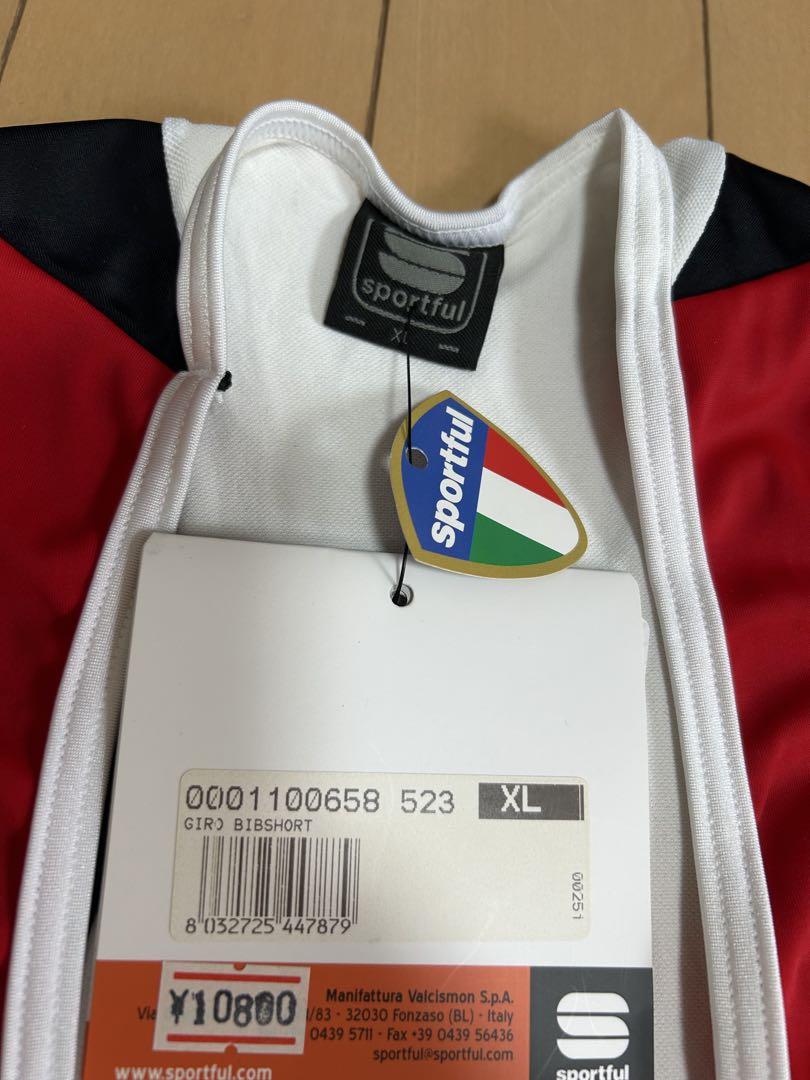 sportful
XL
sportful
0001100658 523 XL
GIRO BIBSHORT
00251
8 032725 447879
Manifattura Valcismon S.p.A.
Via /83 - 32030 Fonzaso (BL) - Italy
¥10800
0439 5711 - Fax +39 0439 56436
sportful@sportful.com
www.sportful.com
sportful